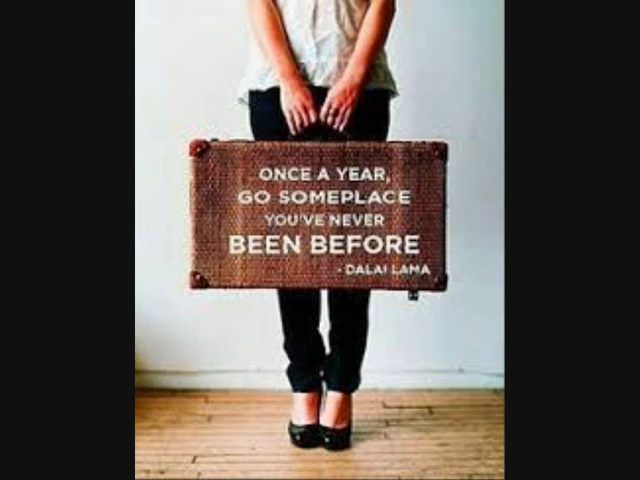 ONCE A YEAR,
GO SOMEPLACE
YOU'VE NEVER
BEEN BEFORE
- DALAI LAMA